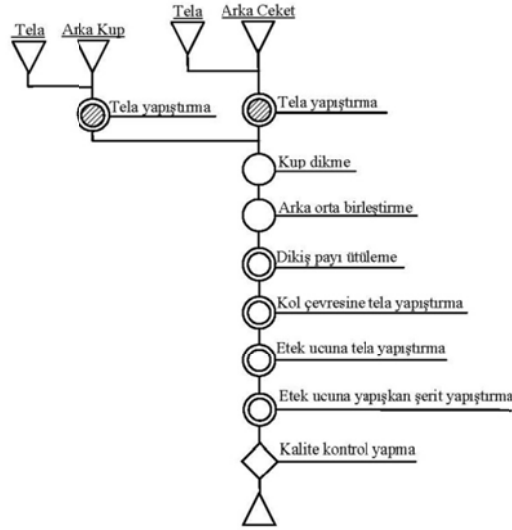 Tela
Arka Kup
Tela
Arka Ceket
Tela yapıştırma
Tela yapıştırma
Kup dikme
Arka orta birleştirme
Dikiş payı ütüleme
Kol çevresine tela yapıştırma
Etek ucuna tela yapıştırma
Etek ucuna yapışkan şerit yapıştırma
Kalite kontrol yapma